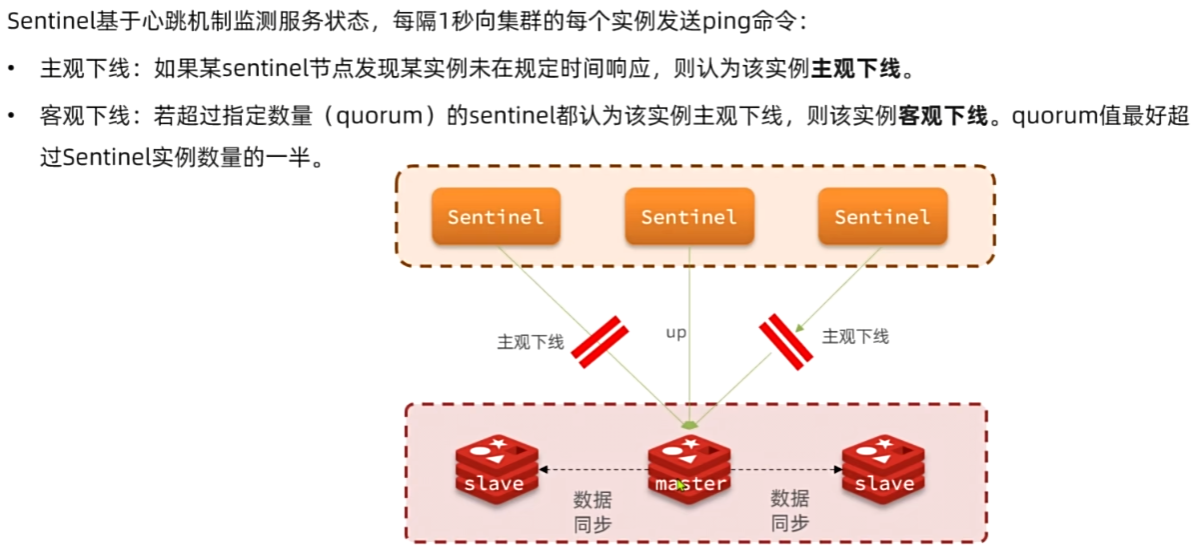 Sentinel基于心跳机制监测服务状态，每隔1秒向集群的每个实例发送ping命令：
• 主观下线：如果某sentinel节点发现某实例未在规定时间响应，则认为该实例主观下线。
• 客观下线：若超过指定数量（quorum）的sentinel都认为该实例主观下线，则该实例客观下线。quorum值最好超
过Sentinel实例数量的一半。
Sentinel Sentinel Sentinel
主观下线 up 主观下线
slave master slave
数据 数据
同步 同步